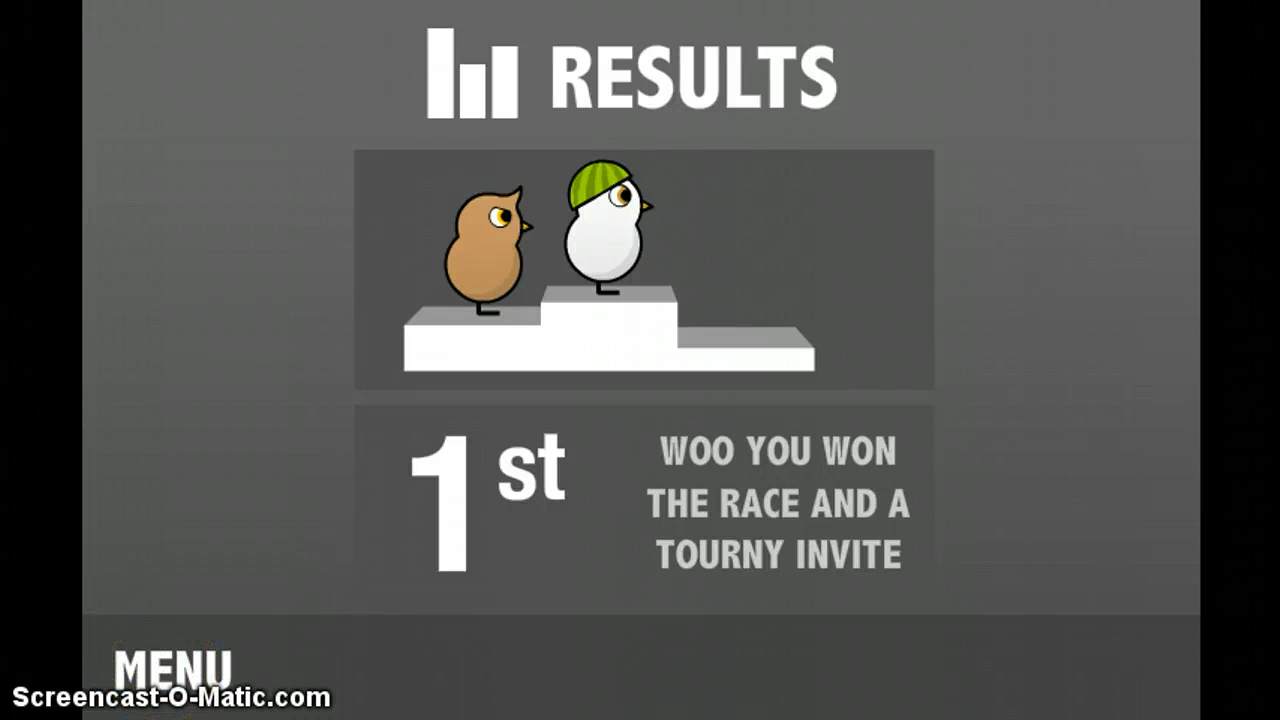 RESULTS
1st
WOO YOU WON
THE RACE AND A
TOURNY INVITE
MENU
Screencast-O-Matic.com